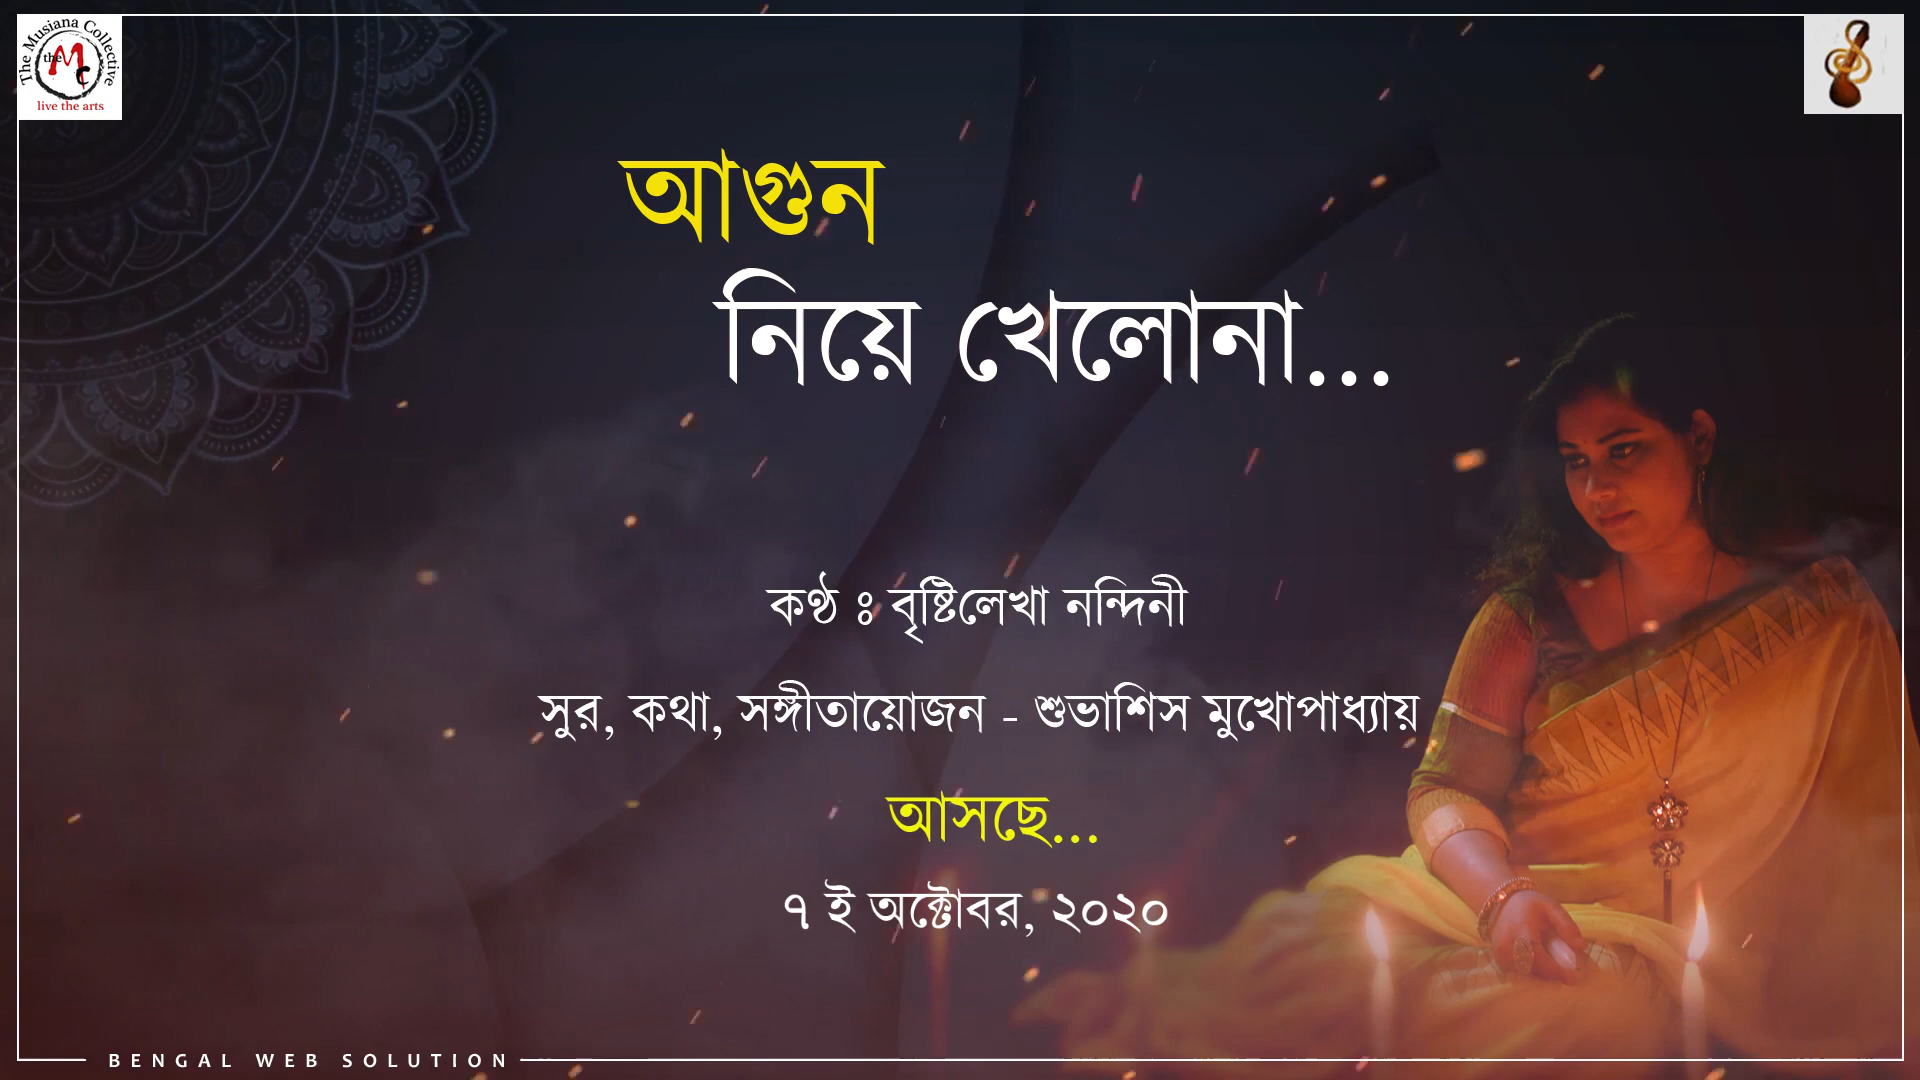 The Musiana Collective
the MC
live the arts
আগুন
নিয়ে খেলোনা...
কণ্ঠ ঃ বৃষ্টিলেখা নন্দিনী
সুর, কথা, সঙ্গীতায়োজন - শুভাশিস মুখোপাধ্যায়
আসছে...
৭ ই অক্টোবর, ২০২০
BENGAL WEB SOLUTION